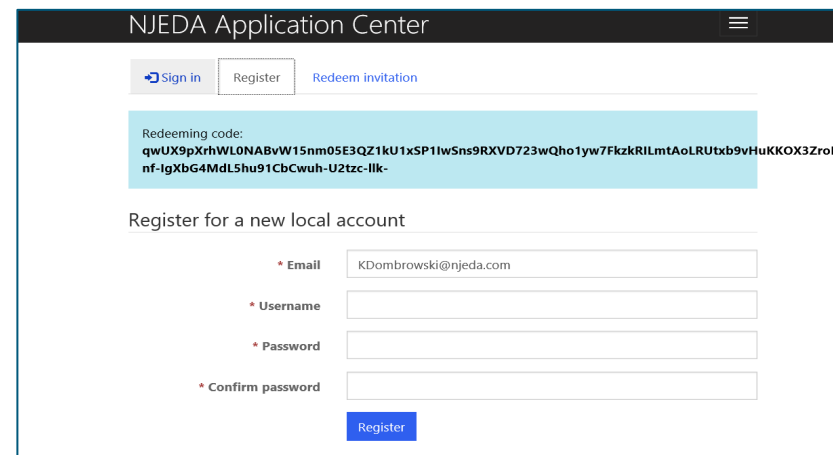 NJEDA Application Center
Sign in Register Redeem invitation
Redeeming code:
qwUX9pXrhWL0NABvW15nm05E3QZ1kU1xSP1IwSns9RXVD723wQho1yw7FkzkRILmtAoLRUtxb9vHuKKOX3Zrol
nf-IgXbG4MdL5hu91CbCwuh-U2tzc-llk-
Register for a new local account
* Email KDombrowski@njeda.com
* Username
* Password
* Confirm password
Register